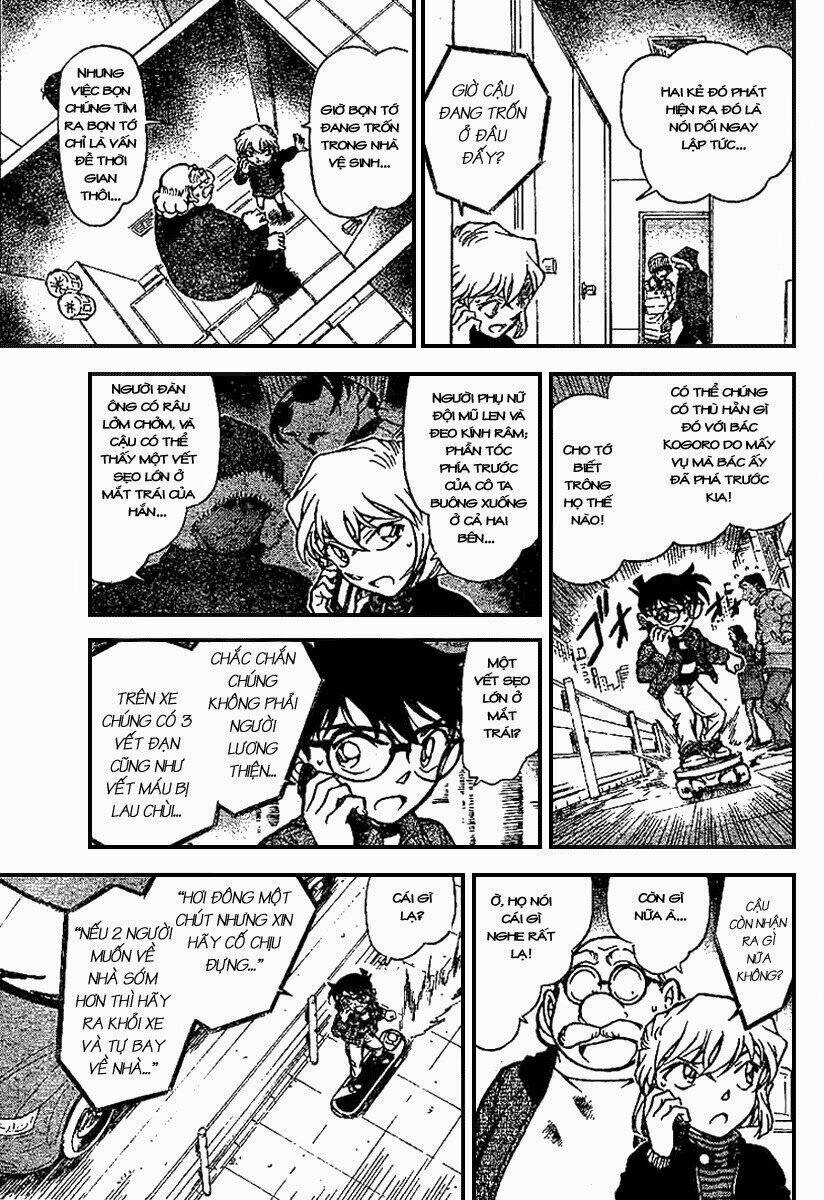 HAI KẺ ĐÓ PHÁT
HIỆN RA ĐÓ LÀ
NÓI DỐI NGAY
LẬP TỨC...
GIỜ CẬU
ĐANG TRỐN
Ở ĐÂU
ĐẤY?
GIỜ BỌN TỚ
ĐANG TRỐN
TRONG NHÀ
VỆ SINH...
NHƯNG
VIỆC BỌN
CHÚNG TÌM
RA BỌN TỚ
CHỈ LÀ VẤN
ĐỀ THỜI
GIAN
THÔI...
CÓ THỂ CHÚNG
CÓ THÙ HẰN GÌ
ĐÓ VỚI BÁC
KOGORO DO MẤY
VỤ MÀ BÁC ẤY
ĐÃ PHÁ TRƯỚC
KIA!
CHO TỚ
BIẾT
TRÔNG
HỌ THẾ
NÀO!
NGƯỜI PHỤ NỮ
ĐỘI MŨ LEN VÀ
ĐEO KÍNH RÂM;
PHẦN TÓC
PHÍA TRƯỚC
CỦA CÔ TA
BUÔNG XUỐNG
Ở CẢ HAI
BÊN...
NGƯỜI ĐÀN
ÔNG CÓ RÂU
LỞM CHỞM, VÀ
CẬU CÓ THỂ
THẤY MỘT VẾT
SẸO LỚN Ở
MẮT TRÁI CỦA
HẮN...
MỘT
VẾT SẸO
LỚN Ở
MẮT
TRÁI?
CHẮC CHẮN
CHÚNG
KHÔNG PHẢI
NGƯỜI
LƯƠNG
THIỆN...
TRÊN XE
CHÚNG CÓ 3
VẾT ĐẠN
CŨNG NHƯ
VẾT MÁU BỊ
LAU CHÙI...
CẬU
CÒN NHẬN
RA GÌ
NỮA
KHÔNG?
CÒN GÌ
NỮA À...
Ờ, HỌ NÓI
CÁI GÌ
NGHE RẤT
LẠ!
CÁI GÌ
LẠ?
“HƠI ĐÔNG MỘT
CHÚT NHƯNG XIN
HÃY CỐ CHỊU
ĐỰNG...”
“NẾU 2 NGƯỜI
MUỐN VỀ
NHÀ SỚM
HƠN THÌ HÃY
RA KHỎI XE
VÀ TỰ BAY
VỀ NHÀ...”